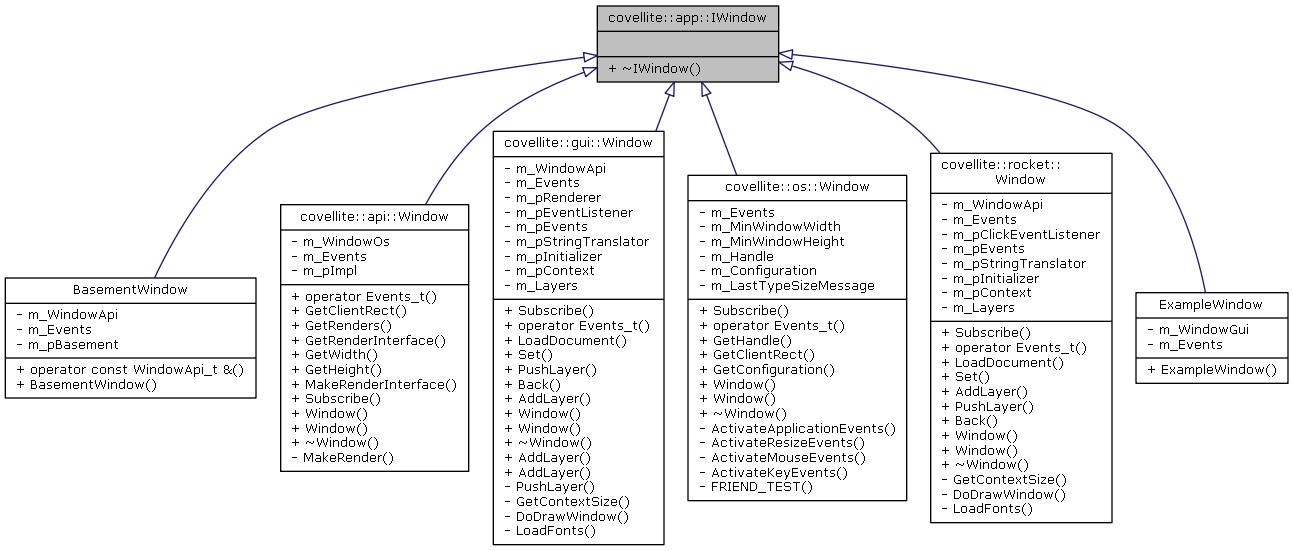 covellite::app::IWindow
+ ~IWindow()
BasementWindow
- m_WindowApi
- m_Events
- m_pBasement
+ operator const WindowApi_t &()
+ BasementWindow()
covellite::api::Window
- m_WindowOs
- m_Events
- m_pImpl
+ operator Events_t()
+ GetClientRect()
+ GetRenders()
+ GetRenderInterface()
+ GetWidth()
+ GetHeight()
+ MakeRenderInterface()
+ Subscribe()
+ Window()
+ Window()
+ ~Window()
- MakeRender()
covellite::gui::Window
- m_WindowApi
- m_Events
- m_pRenderer
- m_pEventListener
- m_pEvents
- m_pStringTranslator
- m_pInitializer
- m_pContext
- m_Layers
+ Subscribe()
+ operator Events_t()
+ LoadDocument()
+ Set()
+ PushLayer()
+ Back()
+ AddLayer()
+ Window()
+ Window()
+ ~Window()
+ AddLayer()
+ AddLayer()
- PushLayer()
- GetContextSize()
- DoDrawWindow()
- LoadFonts()
covellite::os::Window
- m_Events
- m_MinWindowWidth
- m_MinWindowHeight
- m_Handle
- m_Configuration
- m_LastTypeSizeMessage
+ Subscribe()
+ operator Events_t()
+ GetHandle()
+ GetClientRect()
+ GetConfiguration()
+ Window()
+ Window()
+ ~Window()
- ActivateApplicationEvents()
- ActivateResizeEvents()
- ActivateMouseEvents()
- ActivateKeyEvents()
- FRIEND_TEST()
covellite::rocket::
Window
- m_WindowApi
- m_Events
- m_pClickEventListener
- m_pEvents
- m_pStringTranslator
- m_pInitializer
- m_pContext
- m_Layers
+ Subscribe()
+ operator Events_t()
+ LoadDocument()
+ Set()
+ AddLayer()
+ PushLayer()
+ Back()
+ Window()
+ Window()
+ ~Window()
- GetContextSize()
- DoDrawWindow()
- LoadFonts()
ExampleWindow
- m_WindowGui
- m_Events
+ ExampleWindow()